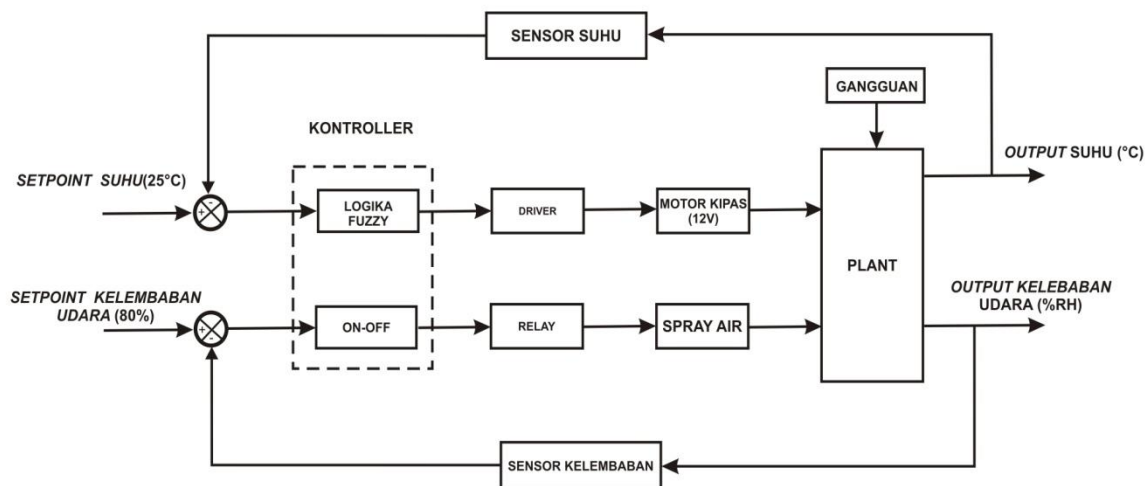 SENSOR SUHU
GANGGUAN
KONTROLLER
SETPOINT SUHU(25°C)
-
+
LOGIKA
FUZZY
DRIVER
MOTOR KIPAS
(12V)
OUTPUT SUHU (°C)
PLANT
SETPOINT KELEMBABAN
UDARA (80%)
+
-
ON-OFF
RELAY
SPRAY AIR
OUTPUT KELEBABAN
UDARA (%RH)
SENSOR KELEMBABAN